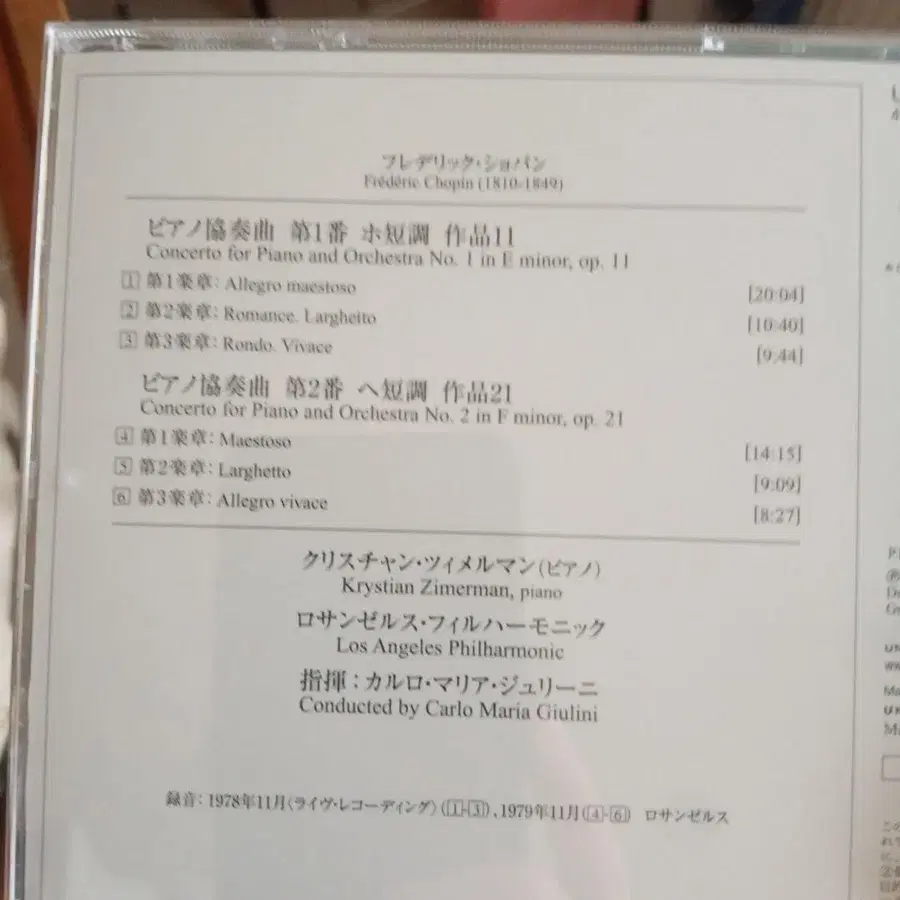 フレデリック・ショパン
Frédéric Chopin (1810-1849)
ピアノ協奏曲 第1番 ホ短調 作品11
Concerto for Piano and Orchestra No. 1 in E minor, op. 11
1 第1楽章: Allegro maestoso [20:04]
2 第2楽章: Romance. Larghetto [10:40]
3 第3楽章: Rondo. Vivace [9:44]
ピアノ協奏曲 第2番 ヘ短調 作品21
Concerto for Piano and Orchestra No. 2 in F minor, op. 21
4 第1楽章: Maestoso [14:15]
5 第2楽章: Larghetto [9:09]
6 第3楽章: Allegro vivace [8:27]
クリスチャン・ツィメルマン(ピアノ)
Krystian Zimerman, piano
ロサンゼルス・フィルハーモニック
Los Angeles Philharmonic
指揮:カルロ・マリア・ジュリーニ
Conducted by Carlo Maria Giulini
録音: 1978年11月〈ライヴ・レコーディング〉(1-3)、1979年11月(4-6) ロサンゼルス